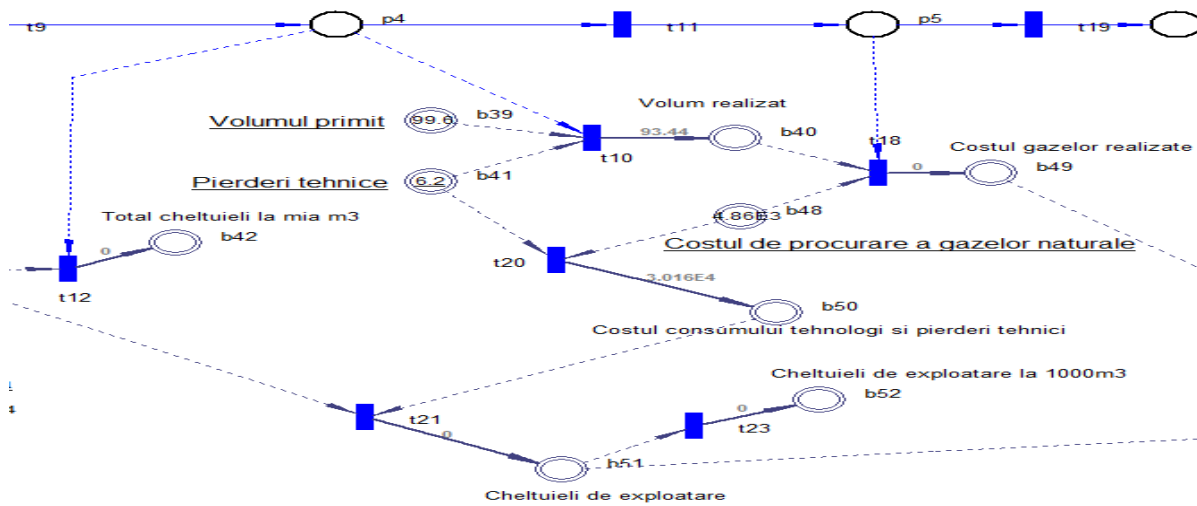 t9
p4
t11
p5
t19
Volumul primit
99.6
b39
Volum realizat
93.44
b40
t10
t18
Costul gazelor realizate
0
b49
Pierderi tehnice
6.2
b41
4.86E3
b48
Costul de procurare a gazelor naturale
Total cheltuieli la mia m3
0
b42
t12
t20
3.016E4
b50
Costul consumului tehnologi si pierderi tehnici
Cheltuieli de exploatare la 1000m3
0
b52
t21
0
t23
b51
Cheltuieli de exploatare
4